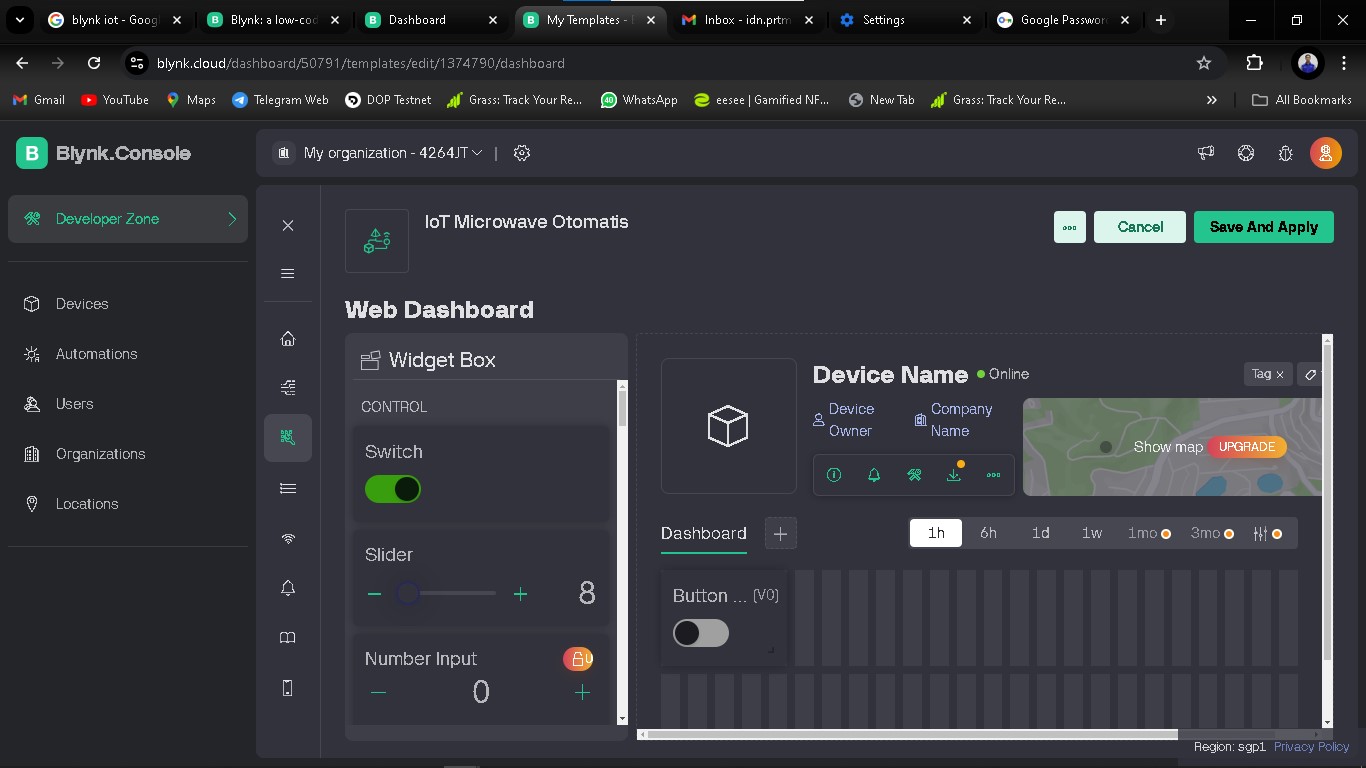 blynk iot - Goog
Blynk: a low-cod
Dashboard
My Templates -
Inbox - idn.prtm
Settings
Google Passwor
blynk.cloud/dashboard/50791/templates/edit/1374790/dashboard
Gmail
YouTube
Maps
Telegram Web
DOP Testnet
Grass: Track Your Re...
40
WhatsApp
eesee | Gamified NF...
New Tab
Grass: Track Your Re...
All Bookmarks
B
Blynk.Console
My organization - 4264JT
Developer Zone
IoT Microwave Otomatis
Cancel
Save And Apply
Devices
Automations
Users
Organizations
Locations
Web Dashboard
Widget Box
CONTROL
Switch
Slider
8
Number Input
U
0
Device Name
Online
Tag ×
Device Owner
Company Name
Show map
UPGRADE
Dashboard
1h
6h
1d
1w
1mo
3mo
Button ...
(V0)
Region: sgp1
Privacy Policy